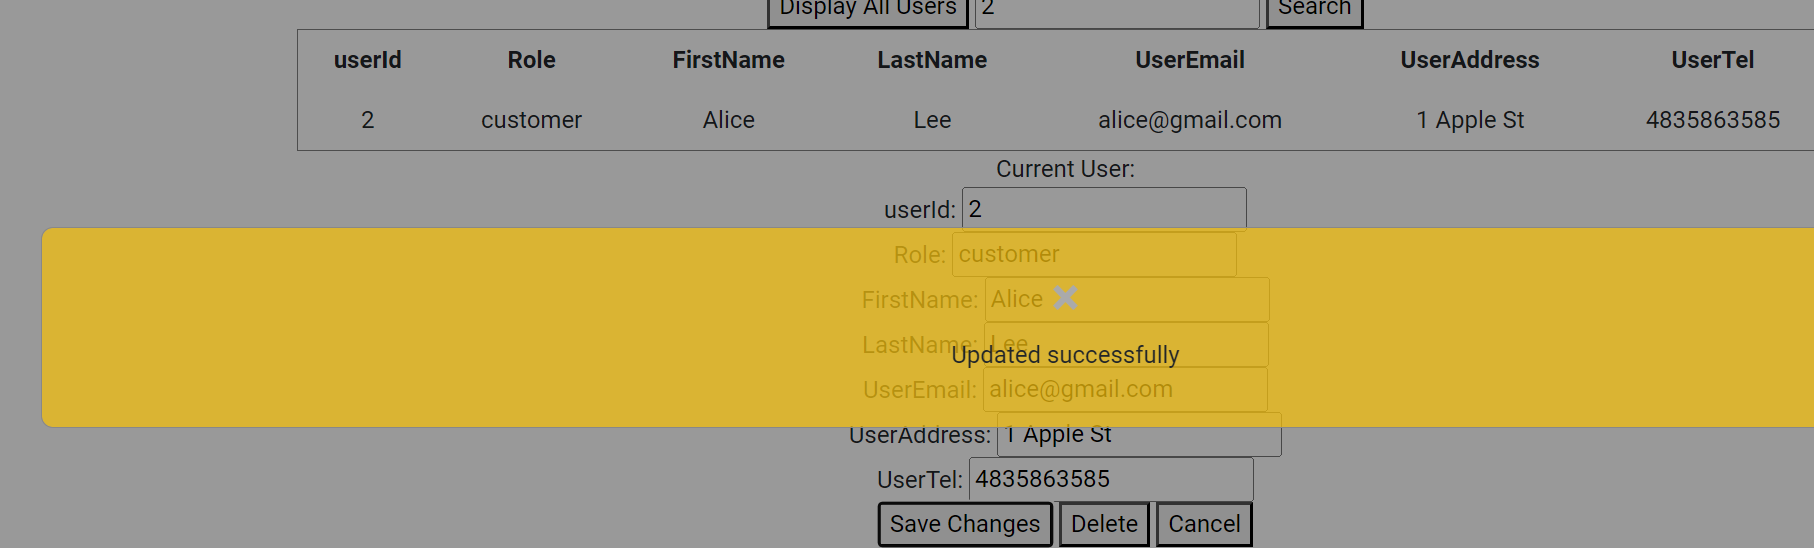 Display All Users 2 Search
userId Role FirstName LastName UserEmail UserAddress UserTel
2 customer Alice Lee alice@gmail.com 1 Apple St 4835863585
Current User:
userId: 2
Role: customer
FirstName: Alice
LastName: Lee
Updated successfully
UserEmail: alice@gmail.com
UserAddress: 1 Apple St
UserTel: 4835863585
Save Changes Delete Cancel